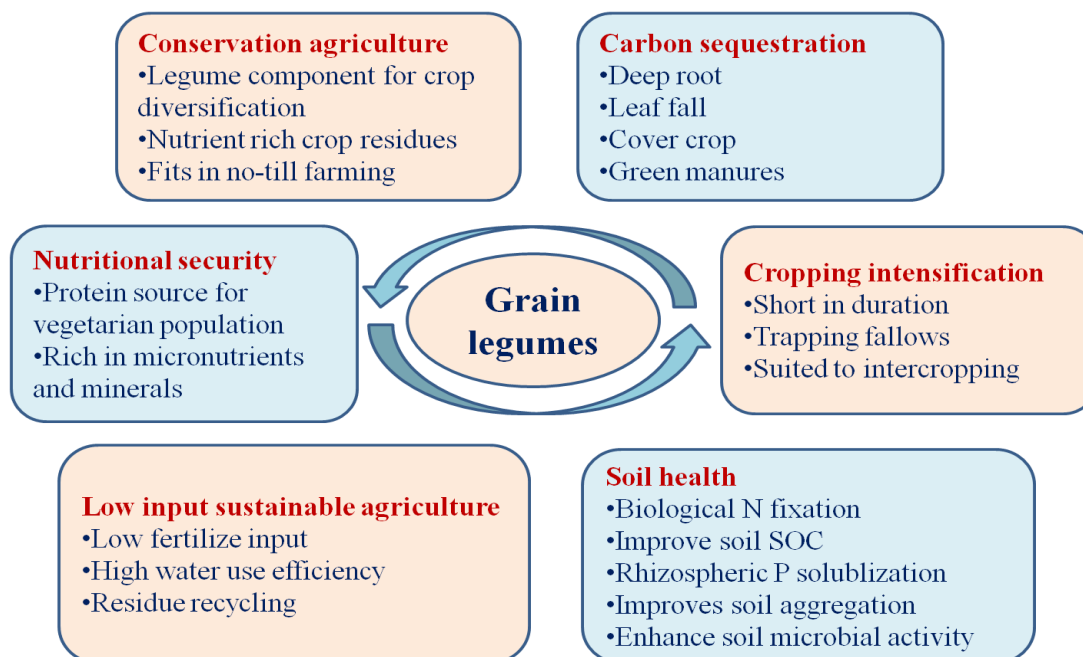 Conservation agriculture
•Legume component for crop
diversification
•Nutrient rich crop residues
•Fits in no-till farming
Carbon sequestration
•Deep root
•Leaf fall
•Cover crop
•Green manures
Nutritional security
•Protein source for
vegetarian population
•Rich in micronutrients
and minerals
Grain
legumes
Cropping intensification
•Short in duration
•Trapping fallows
•Suited to intercropping
Low input sustainable agriculture
•Low fertilize input
•High water use efficiency
•Residue recycling
Soil health
•Biological N fixation
•Improve soil SOC
•Rhizospheric P solublization
•Improves soil aggregation
•Enhance soil microbial activity